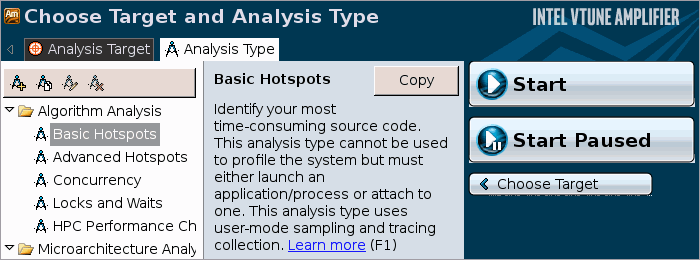 Am Choose Target and Analysis Type
INTEL VTUNE AMPLIFIER
Analysis Target
Analysis Type
Algorithm Analysis
Basic Hotspots
Advanced Hotspots
Concurrency
Locks and Waits
HPC Performance Ch
Microarchitecture Analy
Basic Hotspots
Copy
Identify your most
time-consuming source code.
This analysis type cannot be used
to profile the system but must
either launch an
application/process or attach to
one. This analysis type uses
user-mode sampling and tracing
collection. Learn more (F1)
Start
Start Paused
Choose Target